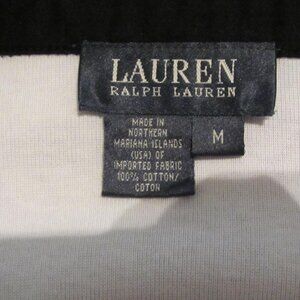 LAUREN
RALPH LAUREN
MADE IN
NORTHERN
MARIANA ISLANDS
(USA) OF
IMPORTED FABRIC
100% COTTON/
COTON
M